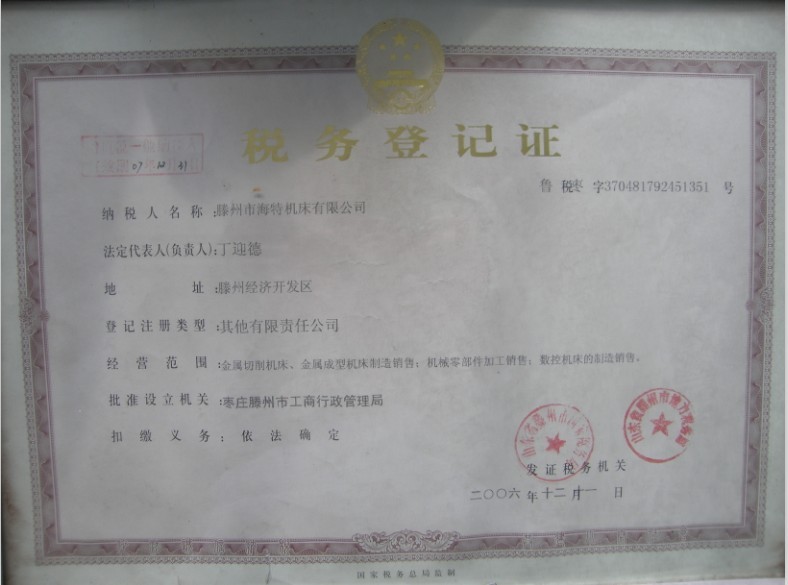 税务登记证
07 12 31
鲁 税枣 字370481792451351 号
纳税人名称:滕州市海特机床有限公司
法定代表人(负责人):丁迎德
地 址:滕州经济开发区
登记注册类型:其他有限责任公司
经营范围:金属切削机床、金属成型机床制造销售;机械零部件加工销售;数控机床的制造销售。
批准设立机关:枣庄滕州市工商行政管理局
扣缴义务:依法确定
发证税务机关
二〇〇六年十二月十一日
国家税务总局监制